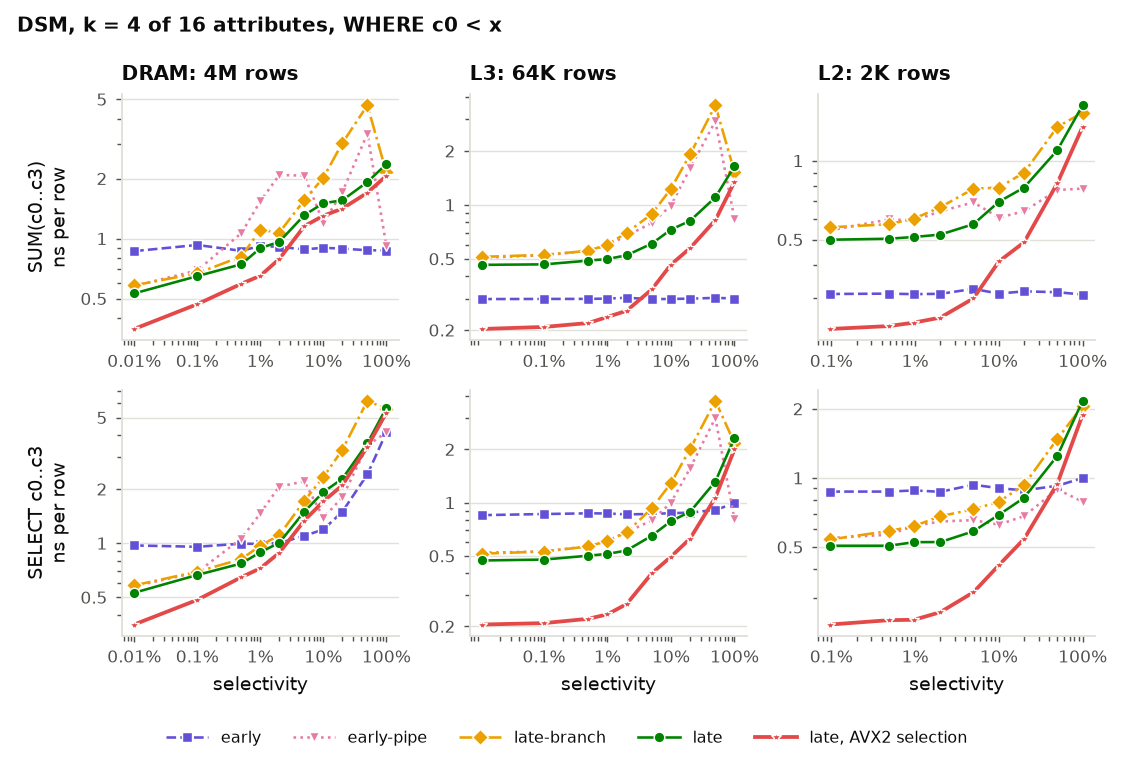 DSM, k = 4 of 16 attributes, WHERE c0 < x
DRAM: 4M rows
L3: 64K rows
L2: 2K rows
SUM(c0..c3)
ns per row
5
2
1
0.5
0.01% 0.1% 1% 10% 100%
2
1
0.5
0.2
0.1% 1% 10% 100%
1
0.5
0.1% 1% 10% 100%
SELECT c0..c3
ns per row
5
2
1
0.5
0.01% 0.1% 1% 10% 100%
selectivity
2
1
0.5
0.2
0.1% 1% 10% 100%
selectivity
2
1
0.5
0.1% 1% 10% 100%
selectivity
early early-pipe late-branch late late, AVX2 selection